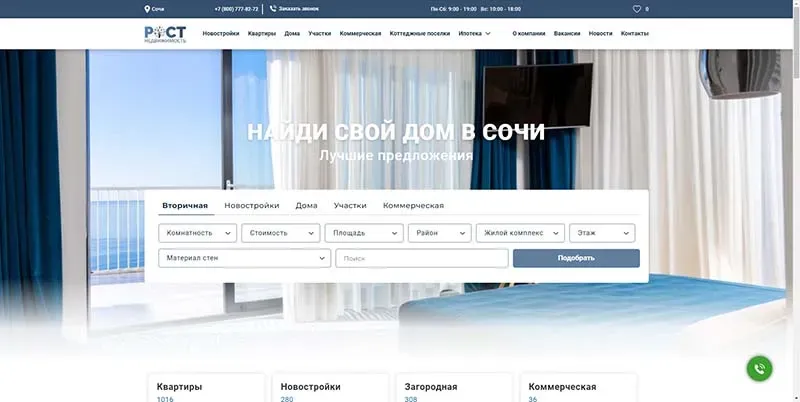 Сочи +7 (800) 777-82-72 Заказать звонок Пн-Сб: 9:00 - 19:00 Вс: 10:00 - 18:00 0
РОСТ
НЕДВИЖИМОСТЬ
Новостройки Квартиры Дома Участки Коммерческая Коттеджные поселки Ипотека О компании Вакансии Новости Контакты
НАЙДИ СВОЙ ДОМ В СОЧИ
Лучшие предложения
Вторичная Новостройки Дома Участки Коммерческая
Комнатность Стоимость Площадь Район Жилой комплекс Этаж
Материал стен Поиск Подобрать
Квартиры Новостройки Загородная Коммерческая
1016 280 308 36